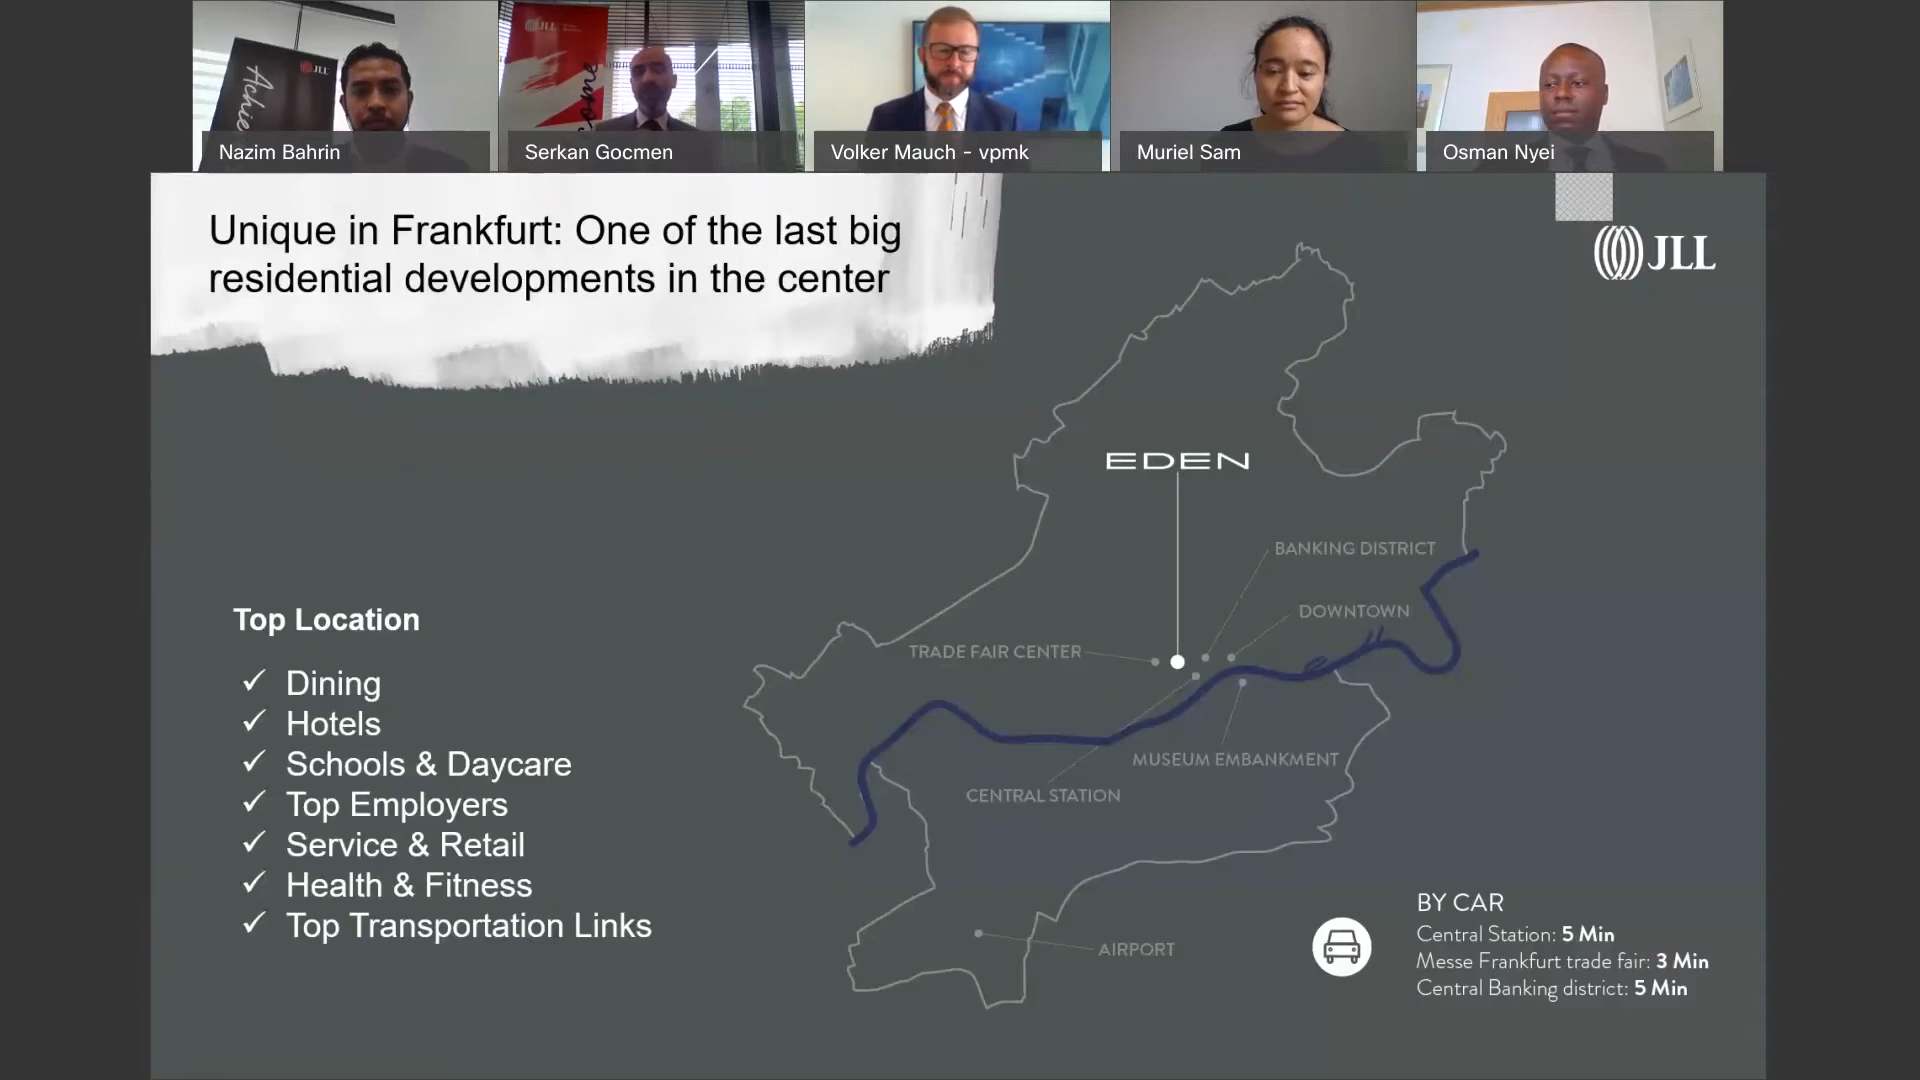 Achie
JLL
JLL
Nazim Bahrin
Serkan Gocmen
Volker Mauch - vpmk
Muriel Sam
Osman Nyei
Unique in Frankfurt: One of the last big
residential developments in the center
JLL
EDEN
BANKING DISTRICT
DOWNTOWN
TRADE FAIR CENTER
MUSEUM EMBANKMENT
CENTRAL STATION
AIRPORT
Top Location
✓ Dining
✓ Hotels
✓ Schools & Daycare
✓ Top Employers
✓ Service & Retail
✓ Health & Fitness
✓ Top Transportation Links
BY CAR
Central Station: 5 Min
Messe Frankfurt trade fair: 3 Min
Central Banking district: 5 Min